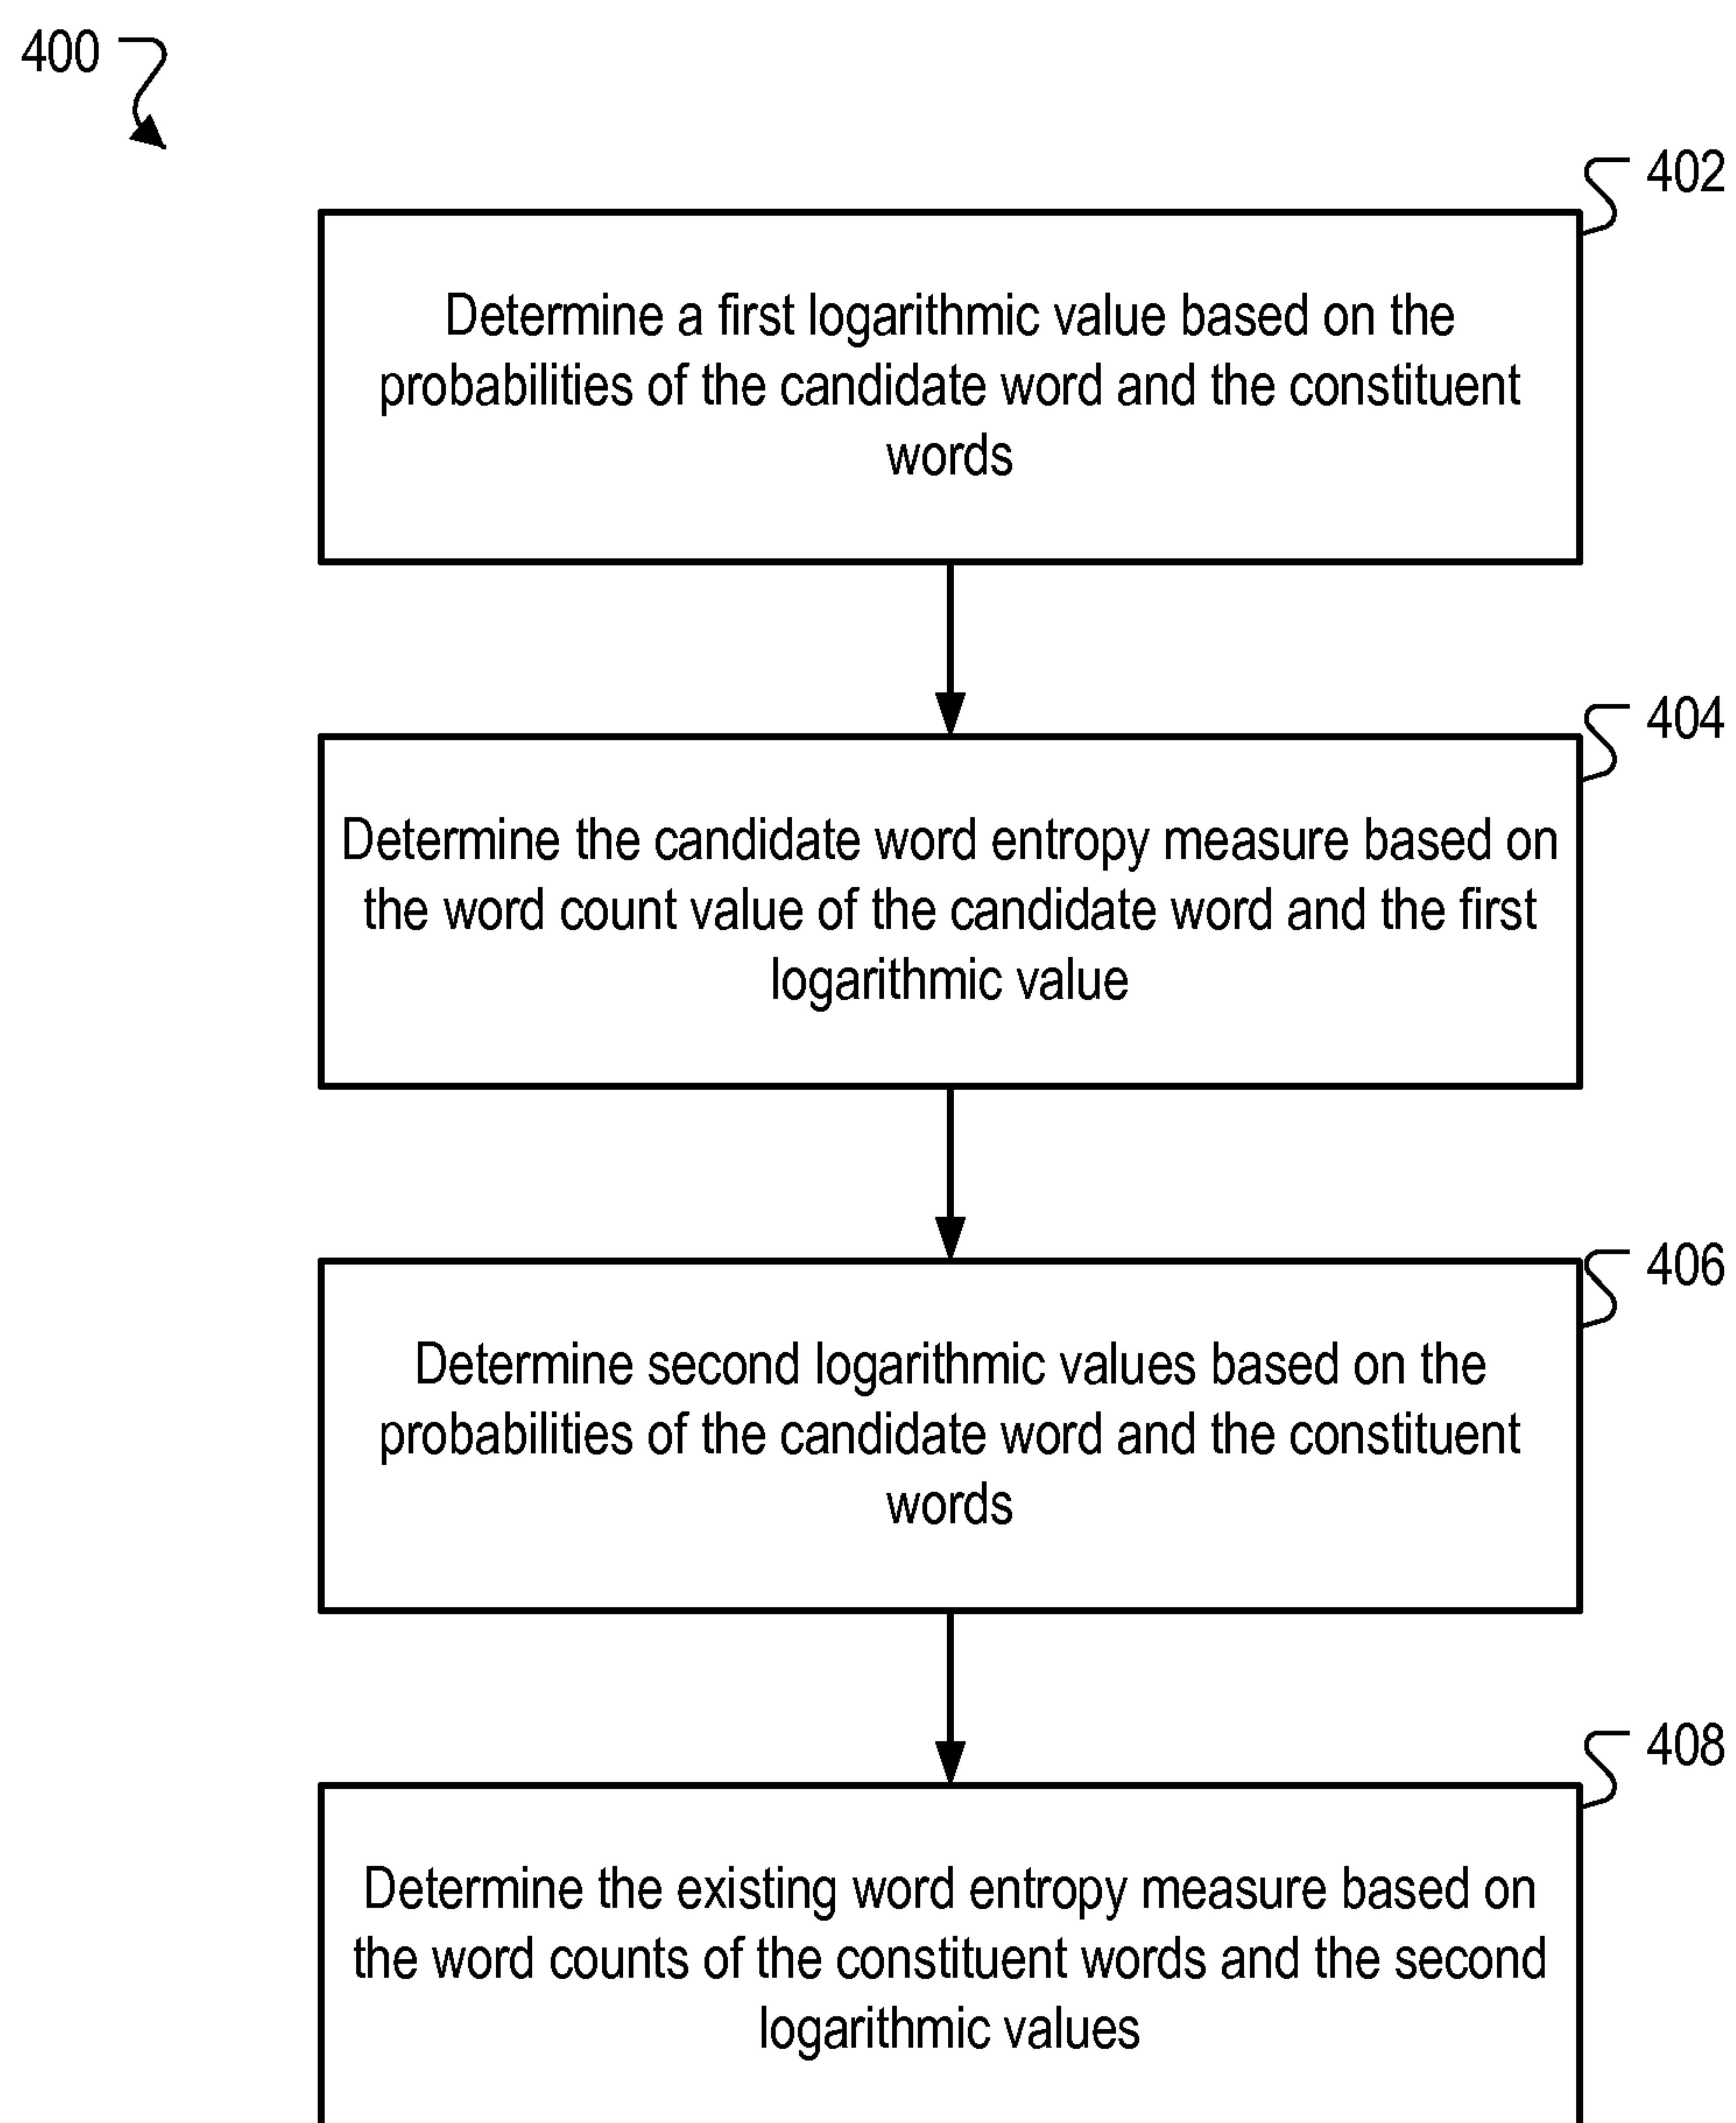 400
402
Determine a first logarithmic value based on the
probabilities of the candidate word and the constituent
words
404
Determine the candidate word entropy measure based on
the word count value of the candidate word and the first
logarithmic value
406
Determine second logarithmic values based on the
probabilities of the candidate word and the constituent
words
408
Determine the existing word entropy measure based on
the word counts of the constituent words and the second
logarithmic values